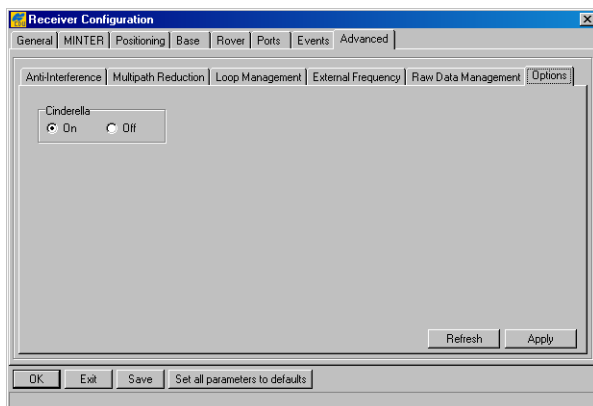 Receiver Configuration
General MINTER Positioning Base Rover Ports Events Advanced
Anti-Interference Multipath Reduction Loop Management External Frequency Raw Data Management Options
Cinderella
On Off
Refresh Apply
OK Exit Save Set all parameters to defaults